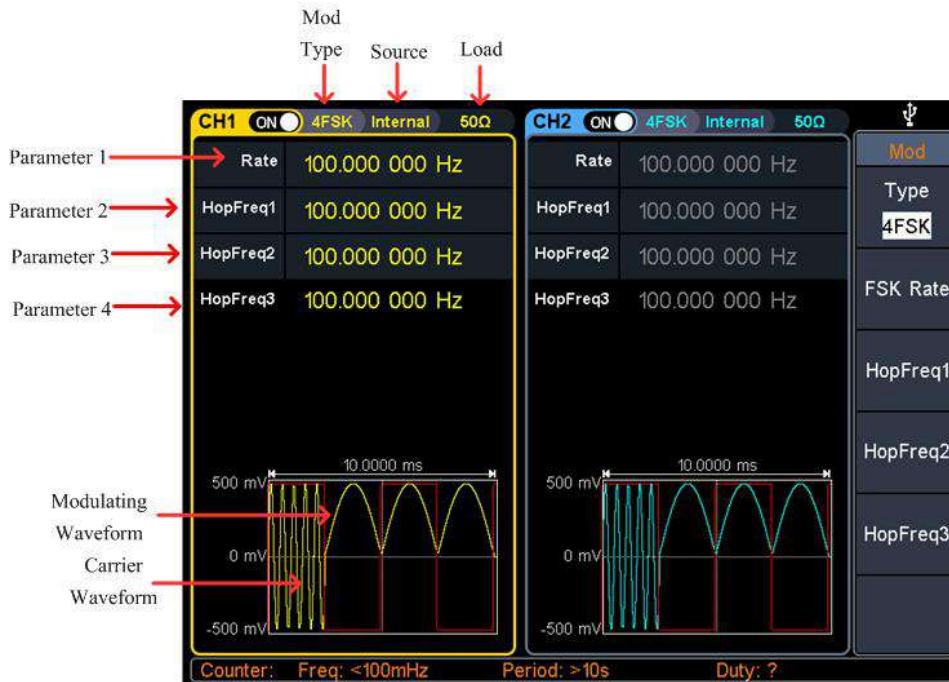 Mod
Type
Source
Load
CH1 ON 4FSK Internal 50Ω
CH2 ON 4FSK Internal 50Ω
Parameter 1
Rate 100.000 000 Hz
Rate 100.000 000 Hz
Parameter 2
HopFreq1 100.000 000 Hz
HopFreq1 100.000 000 Hz
Parameter 3
HopFreq2 100.000 000 Hz
HopFreq2 100.000 000 Hz
Parameter 4
HopFreq3 100.000 000 Hz
HopFreq3 100.000 000 Hz
Mod
Type
4FSK
FSK Rate
HopFreq1
HopFreq2
HopFreq3
10.0000 ms
500 mV
0 mV
-500 mV
10.0000 ms
500 mV
0 mV
-500 mV
Modulating
Waveform
Carrier
Waveform
Counter: Freq: <100mHz Period: >10s Duty: ?